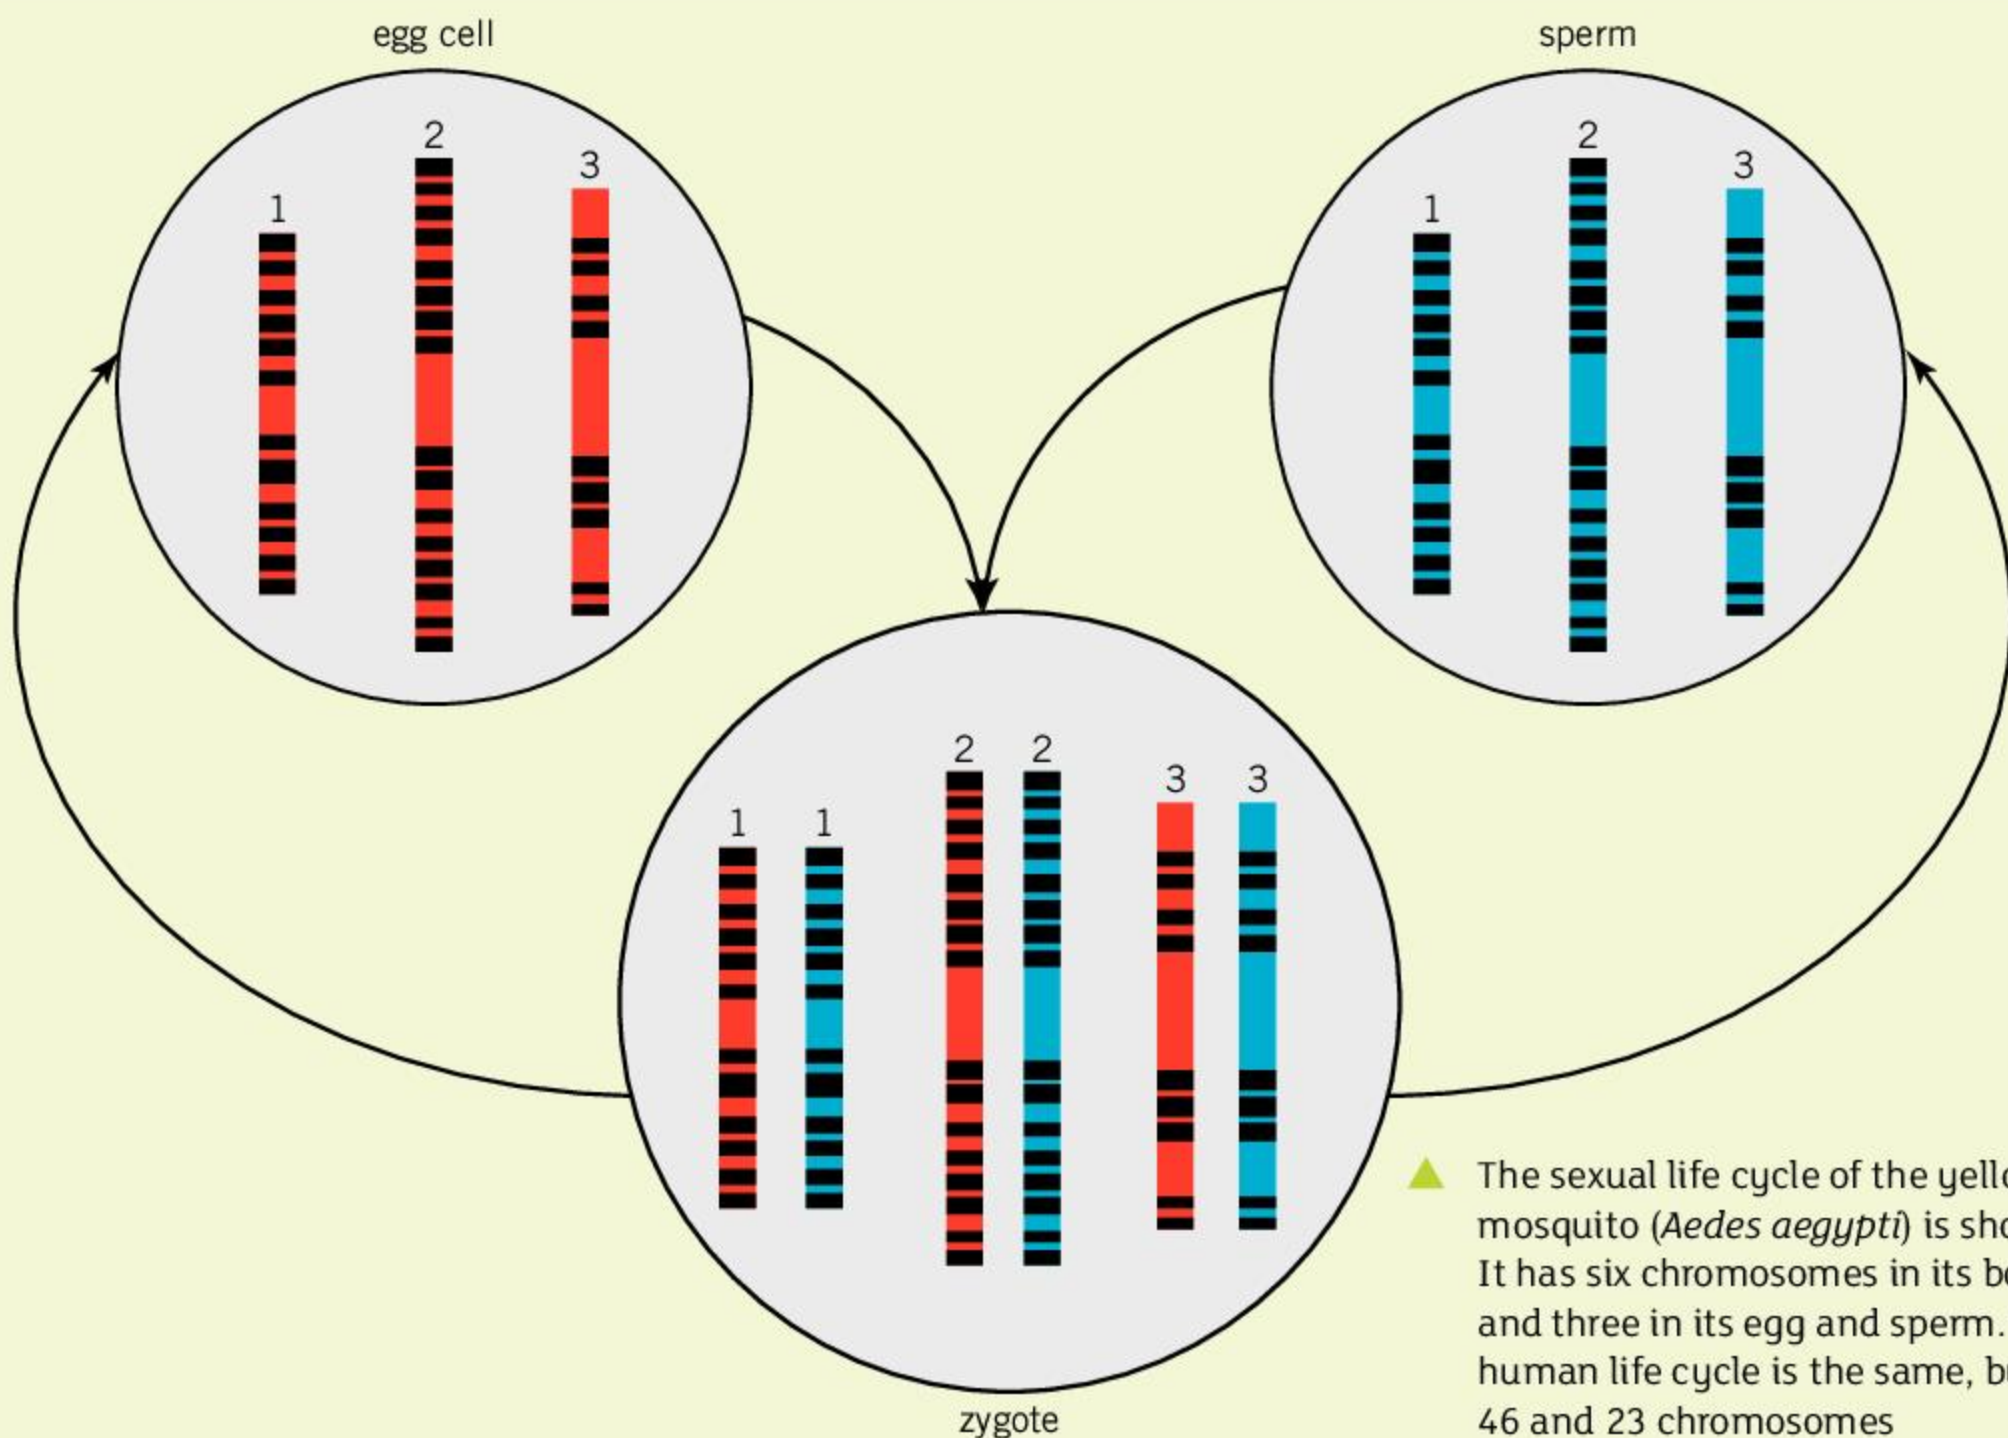 egg cell
sperm
1
2
3
1
2
3
1
1
2
2
3
3
The sexual life cycle of the
mosquito (Aedes aegypti) is
It has six chromosomes in its
and three in its egg and sperm.
human life cycle is the same,
46 and 23 chromosomes
zygote